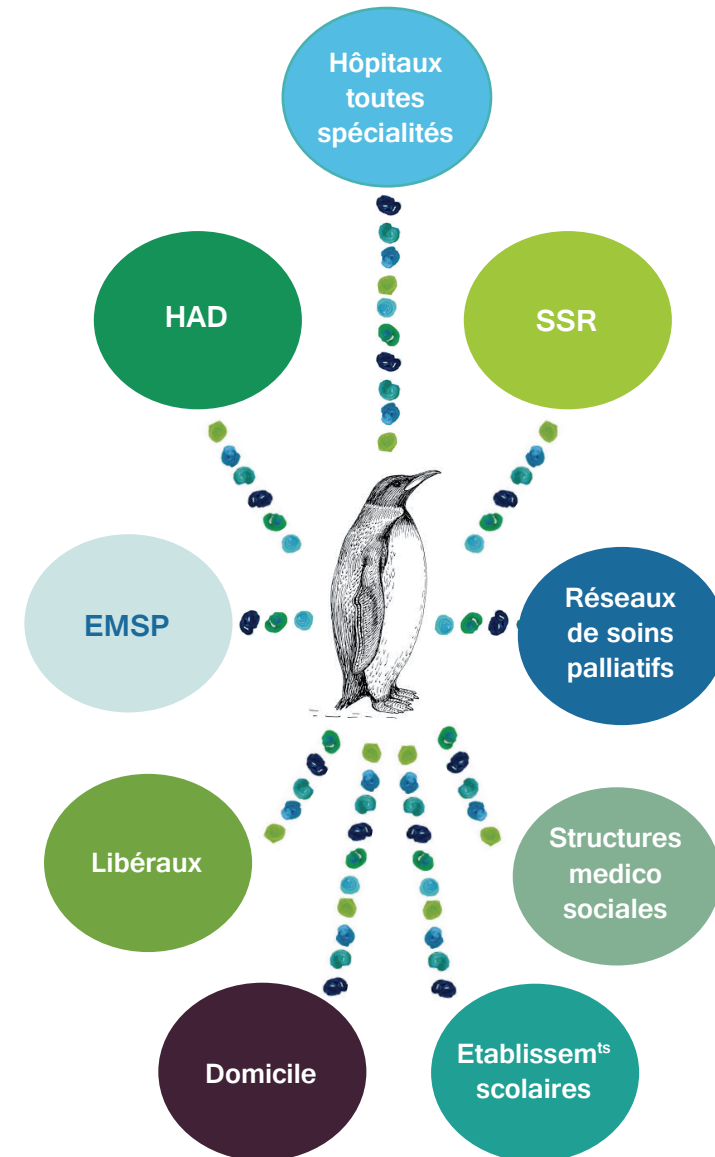 Hôpitaux
toutes
spécialités
HAD
SSR
EMSP
Réseaux
de soins
palliatifs
Libéraux
Structures
medico
sociales
Domicile
Etablissemᵗˢ
scolaires